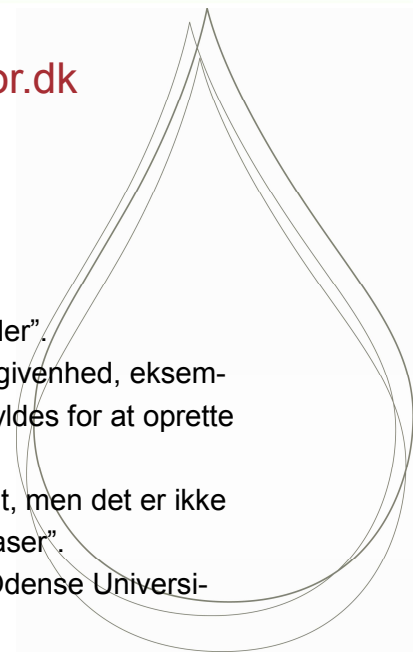 or.dk
ler”.
givenhed, eksem-
yldes for at oprette
t, men det er ikke
aser”.
Odense Universi-